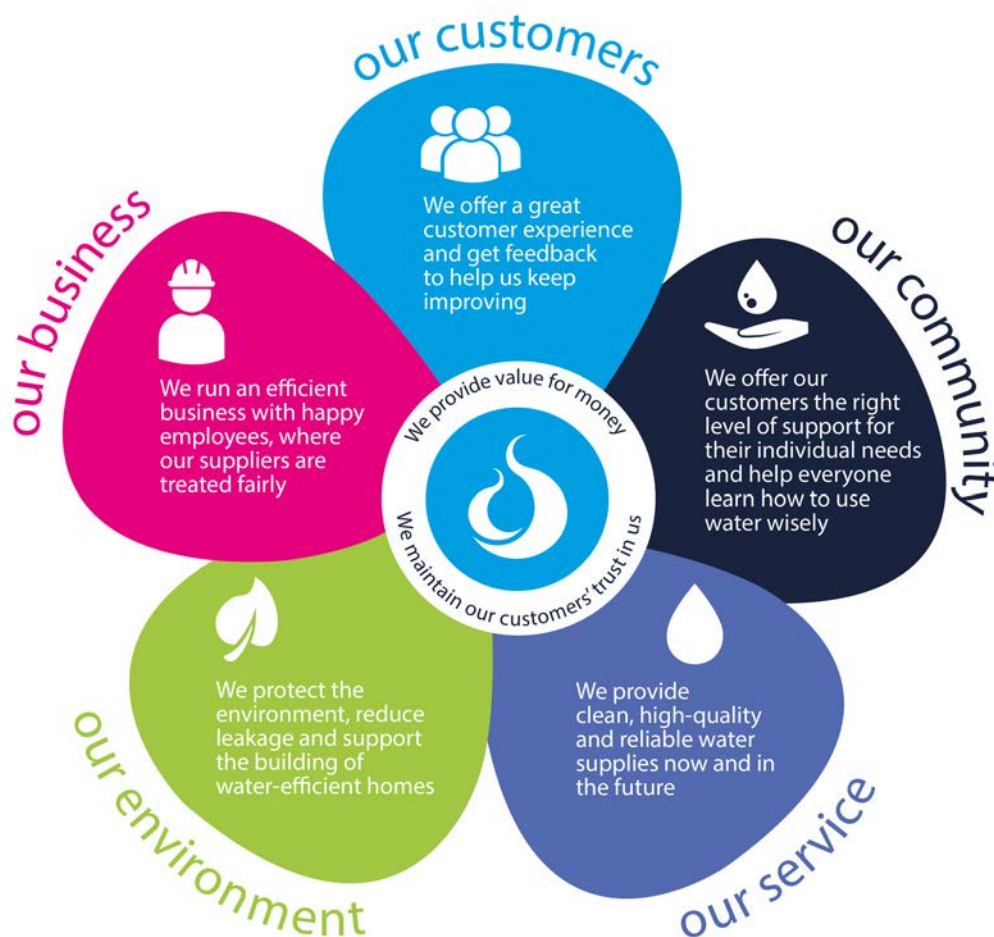 our customers
We offer a great
customer experience
and get feedback
to help us keep
improving
our community
We offer our
customers the right
level of support for
their individual needs
and help everyone
learn how to use
water wisely
our service
We provide
clean, high-quality
and reliable water
supplies now and in
the future
our environment
We protect the
environment, reduce
leakage and support
the building of
water-efficient homes
our business
We run an efficient
business with happy
employees, where
our suppliers are
treated fairly
We provide value for money
We maintain our customers’ trust in us